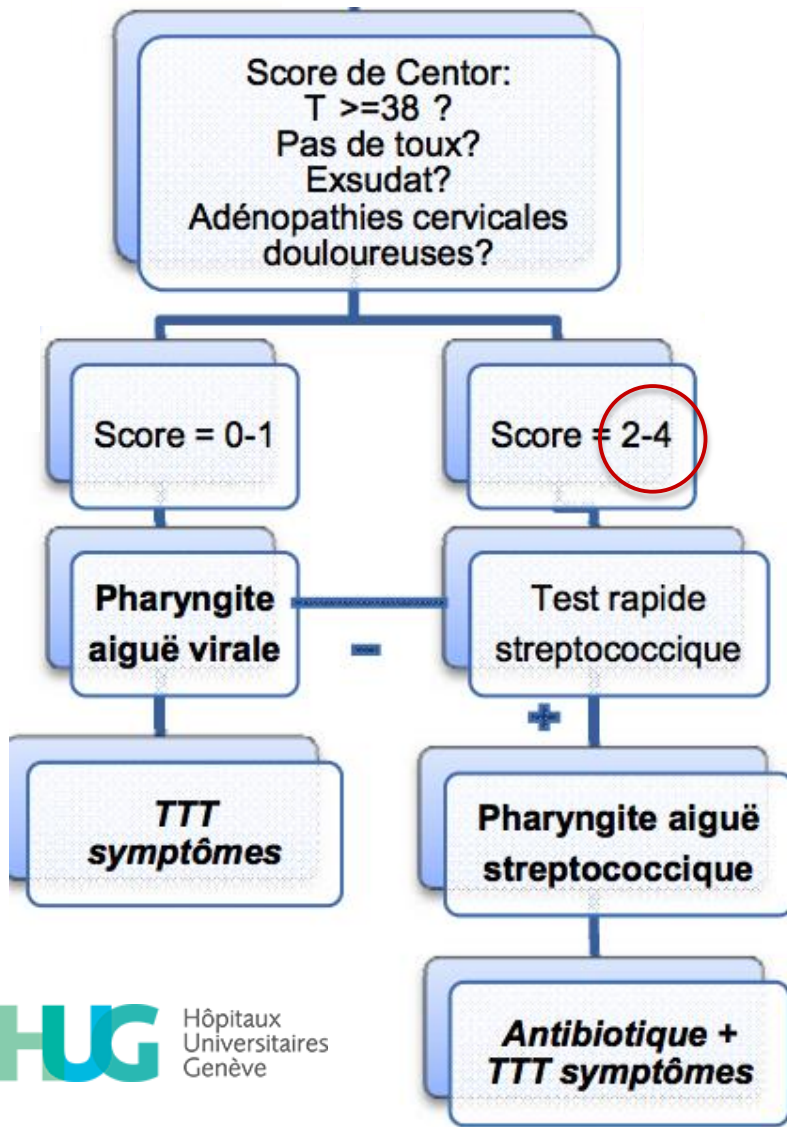 Score de Centor:
T >=38 ?
Pas de toux?
Exsudat?
Adénopathies cervicales
douloureuses?
Score = 0-1
Score = 2-4
Pharyngite
aiguë virale
-
Test rapide
streptococcique
+
TTT
symptômes
Pharyngite aiguë
streptococcique
Antibiotique +
TTT symptômes
HUG
Hôpitaux
Universitaires
Genève